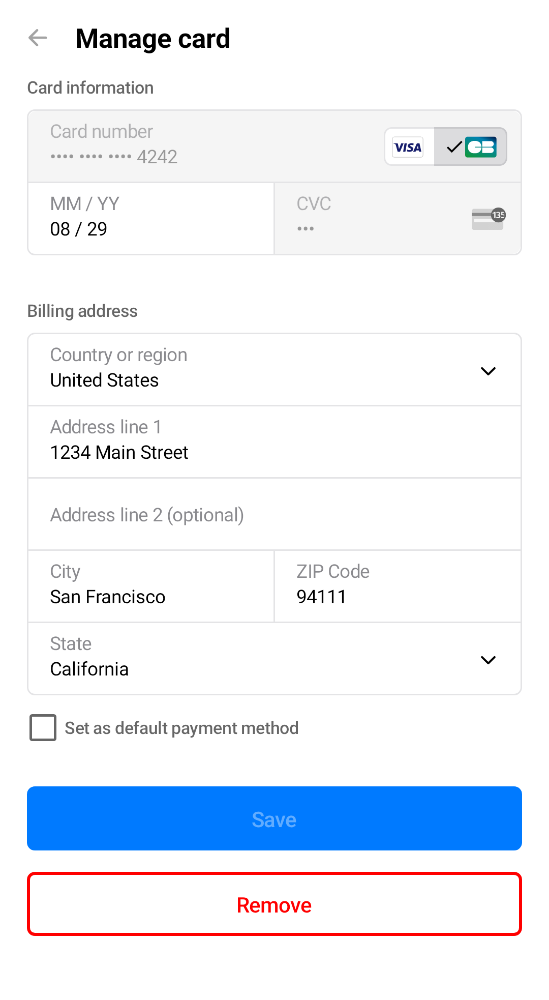 Manage card
Card information
Card number
•••• •••• •••• 4242
VISA
CB
MM / YY
08 / 29
CVC
•••
135
Billing address
Country or region
United States
Address line 1
1234 Main Street
Address line 2 (optional)
City
San Francisco
ZIP Code
94111
State
California
Set as default payment method
Save
Remove